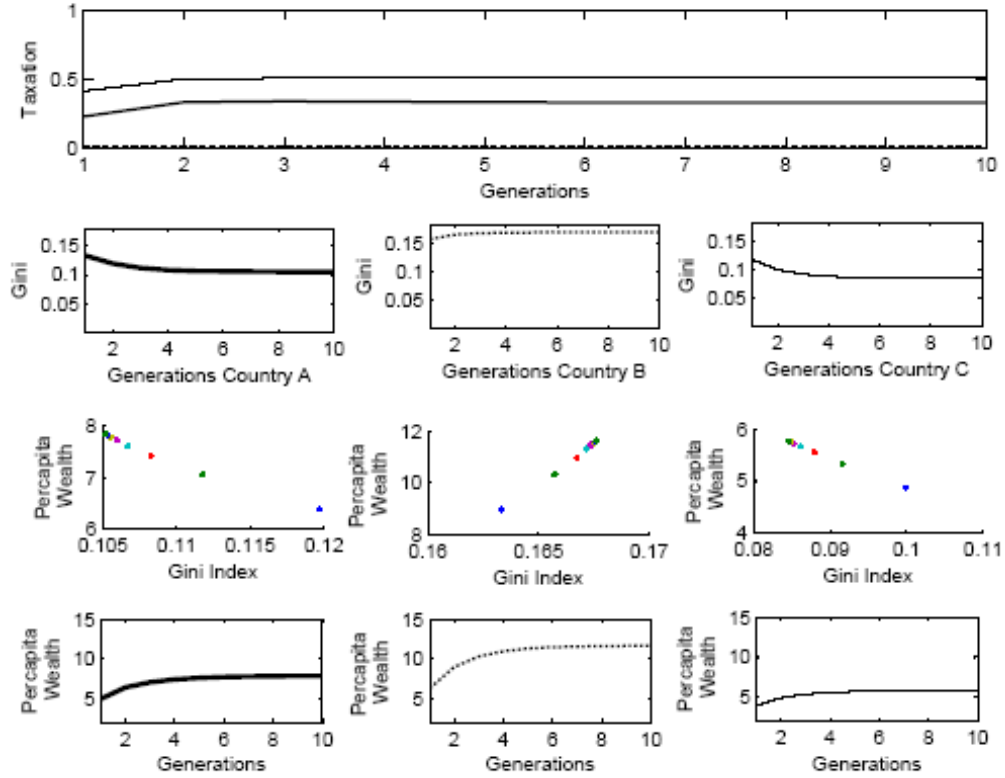 Taxation
1
0.5
0
1 2 3 4 5 6 7 8 9 10
Generations
Gini
0.15
0.1
0.05
2 4 6 8 10
Generations Country A
Gini
0.15
0.1
0.05
2 4 6 8 10
Generations Country B
Gini
0.15
0.1
0.05
2 4 6 8 10
Generations Country C
Percapita
Wealth
8
7
6
0.105 0.11 0.115 0.12
Gini Index
Percapita
Wealth
12
10
8
0.16 0.165 0.17
Gini Index
Percapita
Wealth
6
5
4
0.08 0.09 0.1 0.11
Gini Index
Percapita
Wealth
15
10
5
2 4 6 8 10
Generations
Percapita
Wealth
15
10
5
2 4 6 8 10
Generations
Percapita
Wealth
15
10
5
2 4 6 8 10
Generations